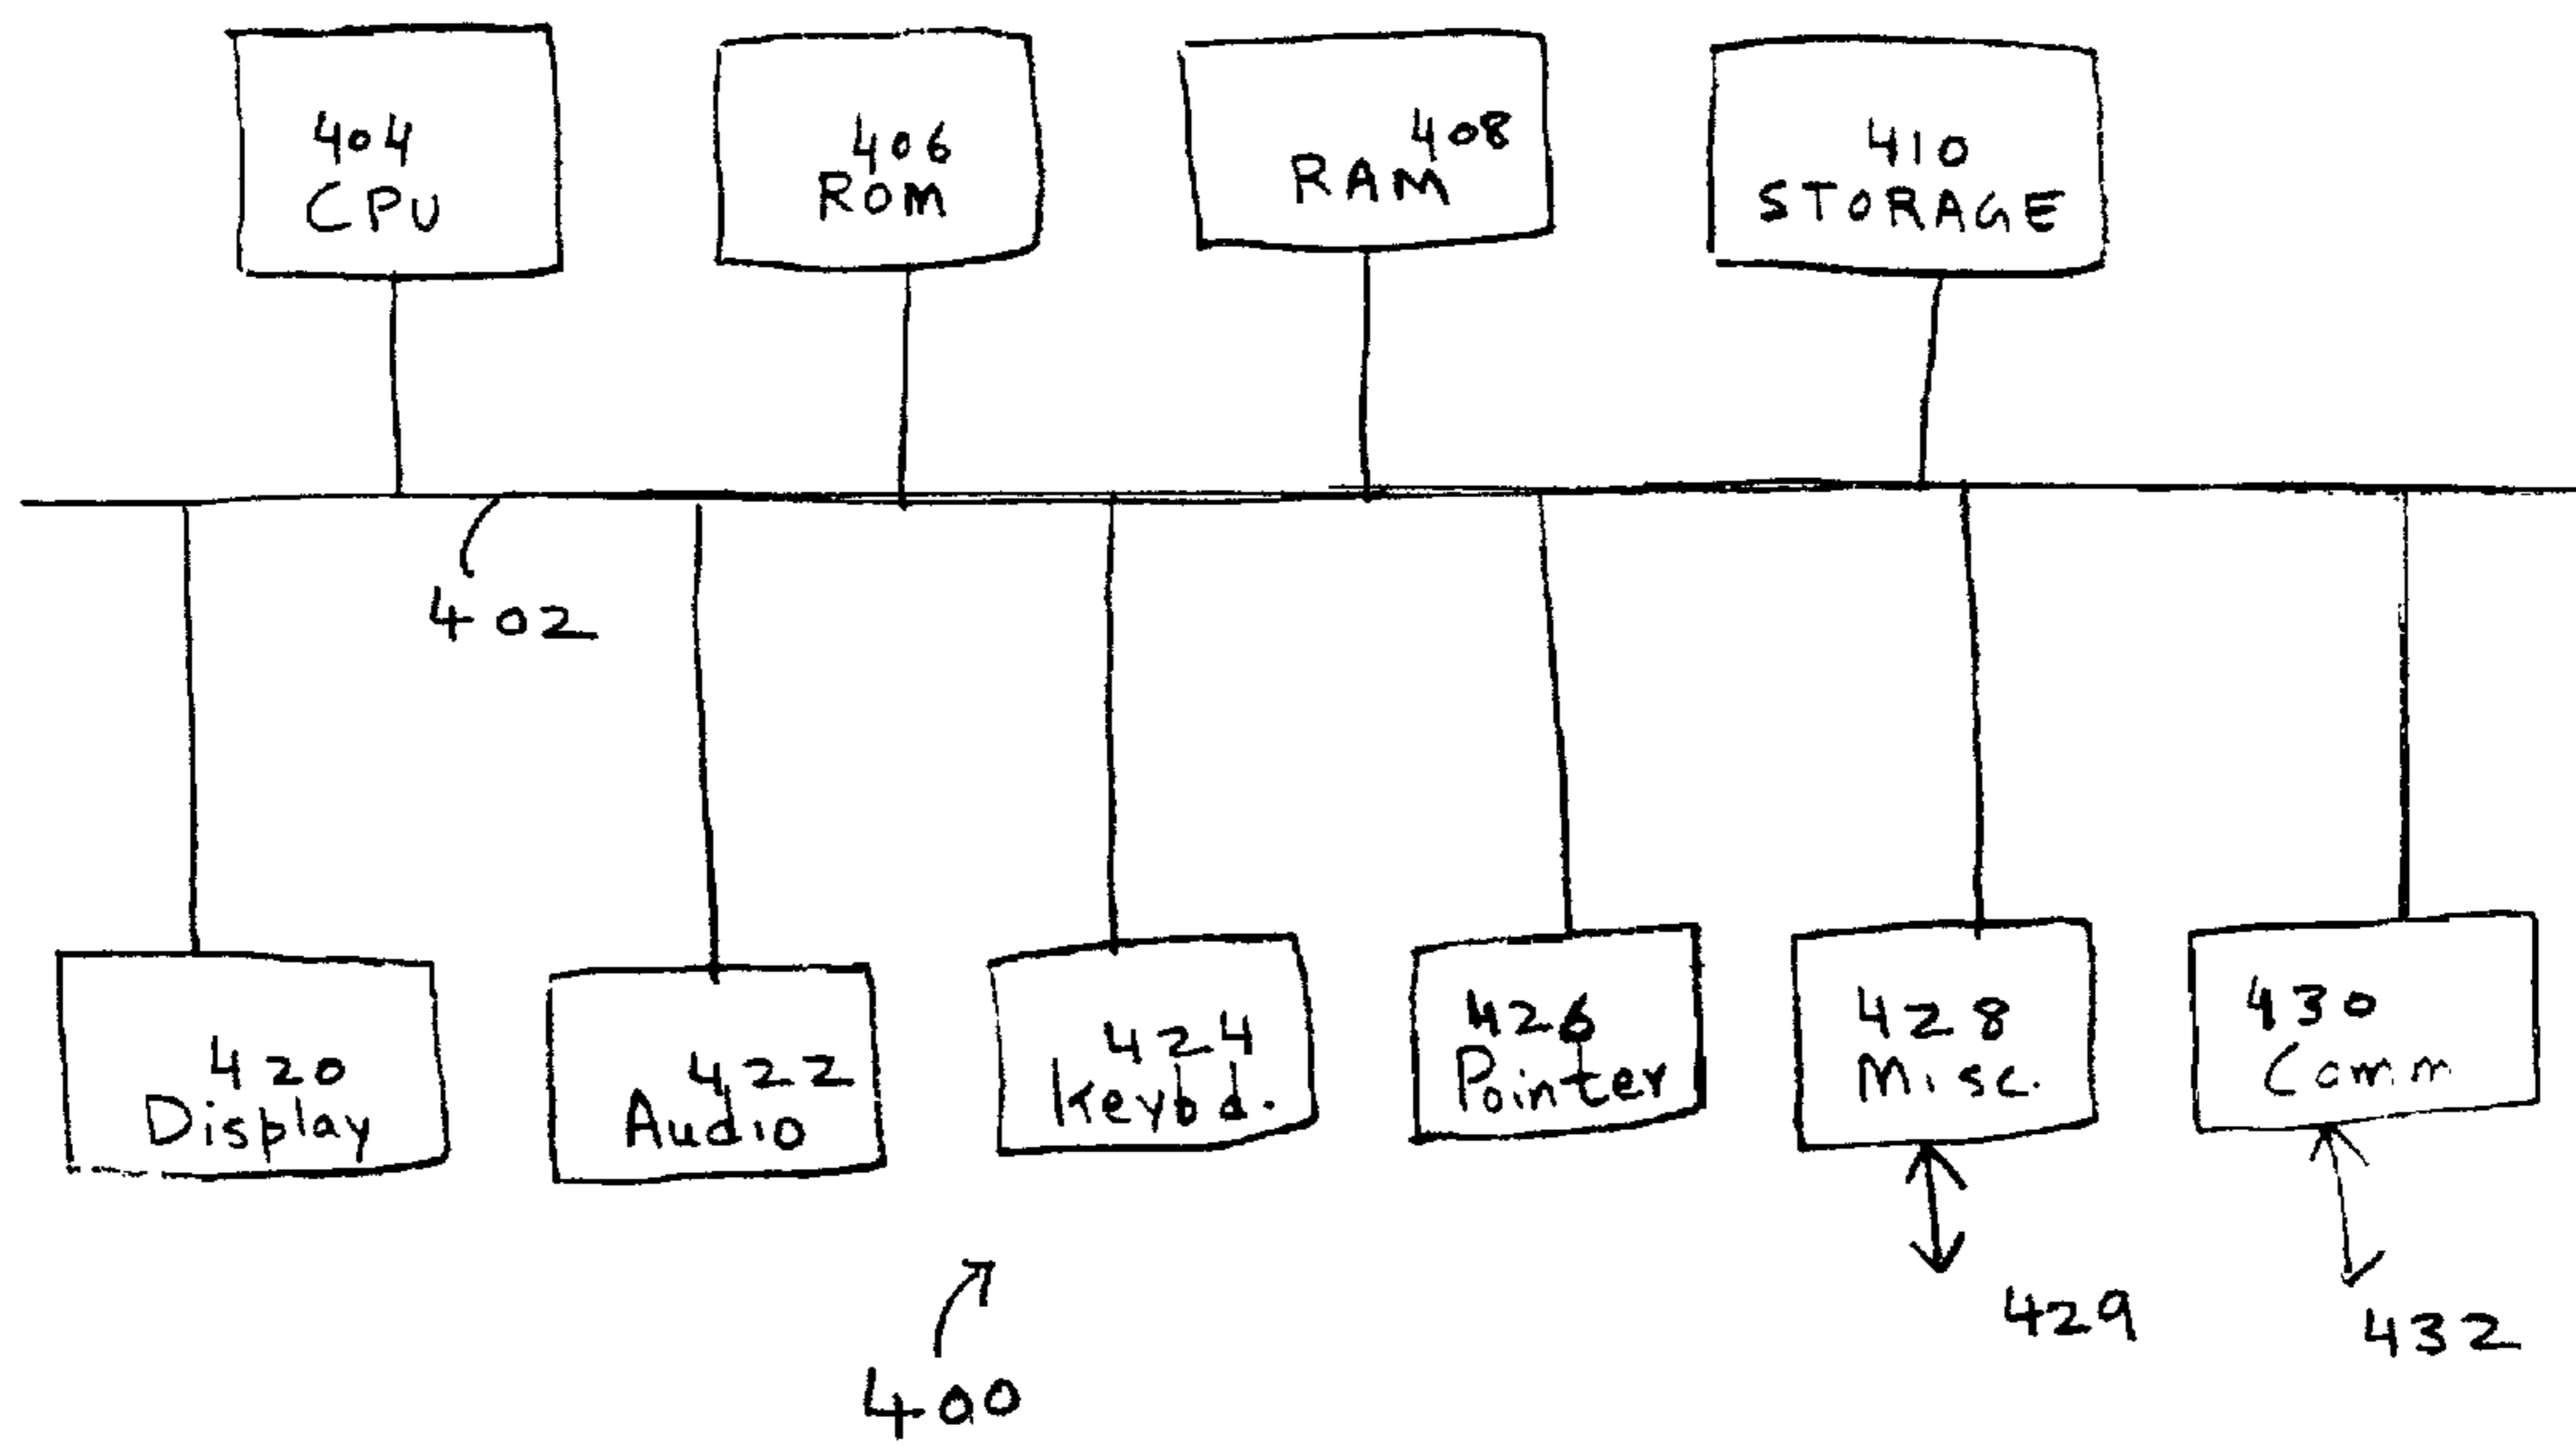 404
CPU
406
ROM
408
RAM
410
STORAGE
402
420
Display
422
Audio
424
Keybd.
426
Pointer
428
Misc.
430
Comm
429
432
400